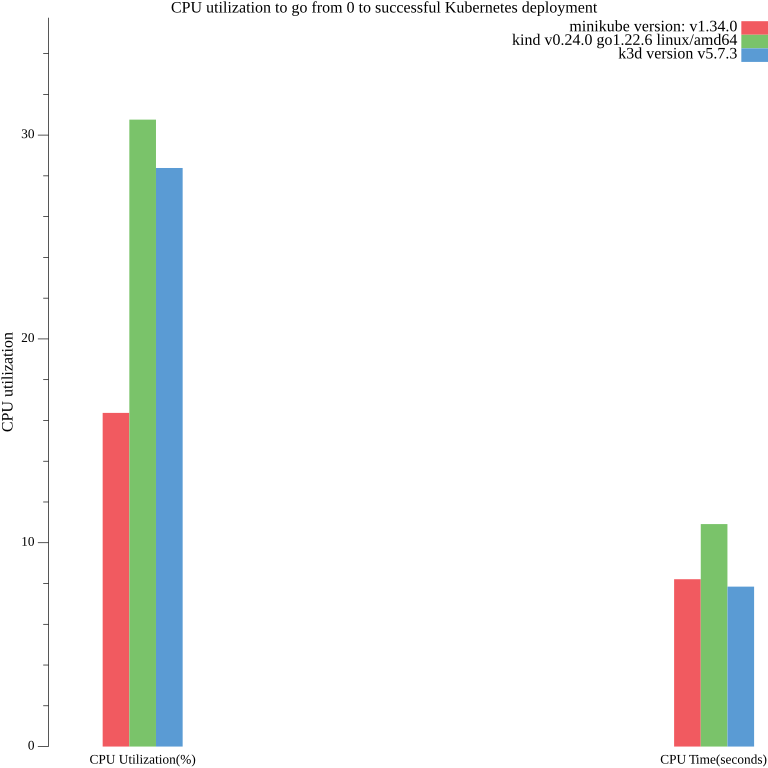 CPU utilization to go from 0 to successful Kubernetes deployment
minikube version: v1.34.0
kind v0.24.0 go1.22.6 linux/amd64
k3d version v5.7.3
30
20
10
0
CPU utilization
CPU Utilization(%)
CPU Time(seconds)